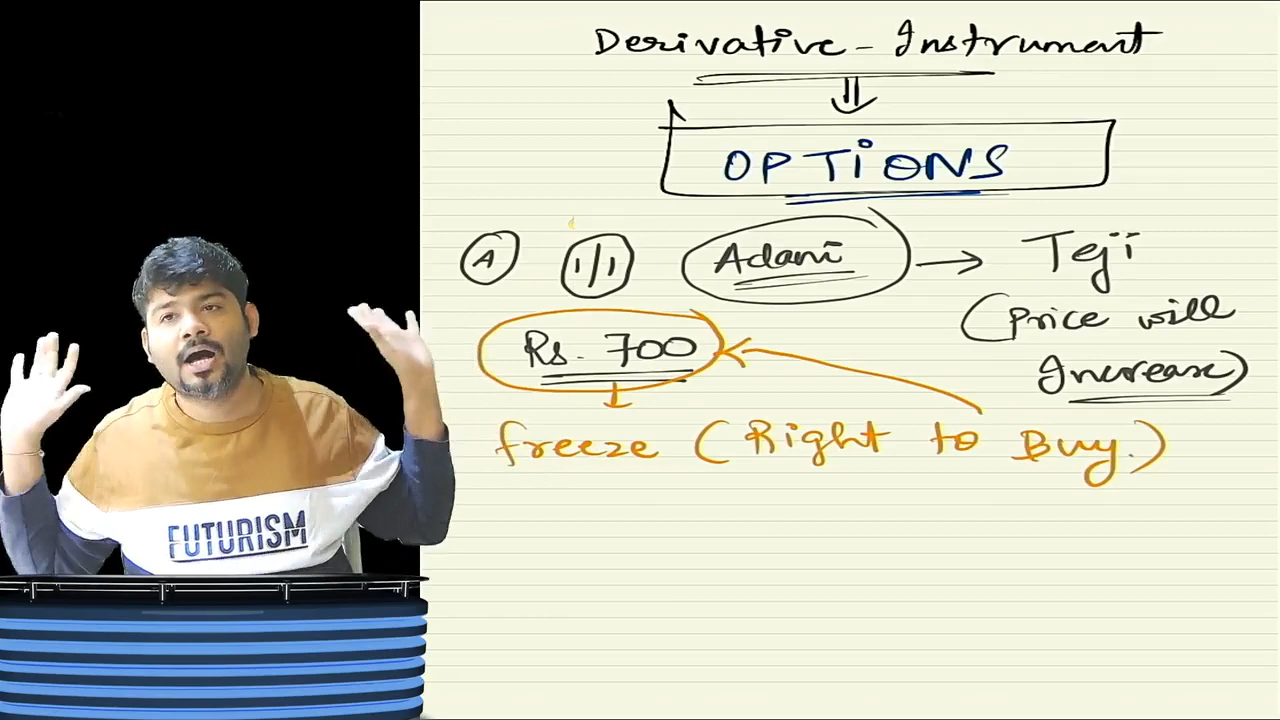 Derivative - Instrument
OPTIONS
A 1/1 Adani → Teji
(Price will
Increase)
Rs. 700
freeze (Right to Buy.)
FUTURISM